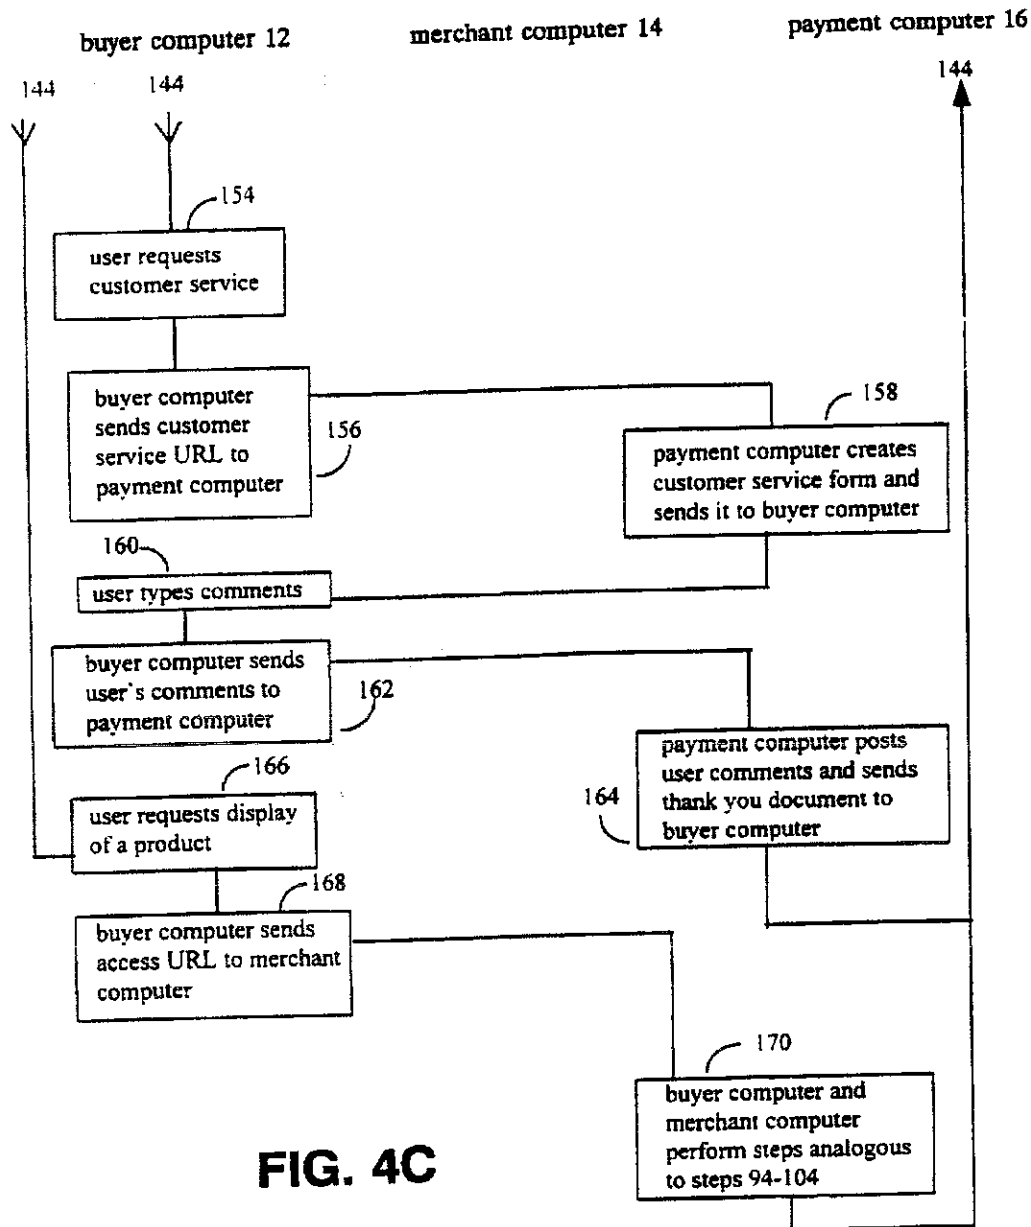 buyer computer 12
merchant computer 14
payment computer 16
144
144
144
154
user requests
customer service
buyer computer
sends customer
service URL to
payment computer
156
158
payment computer creates
customer service form and
sends it to buyer computer
160
user types comments
buyer computer sends
user's comments to
payment computer
162
payment computer posts
user comments and sends
thank you document to
buyer computer
164
166
user requests display
of a product
168
buyer computer sends
access URL to merchant
computer
170
buyer computer and
merchant computer
perform steps analogous
to steps 94-104
FIG. 4C